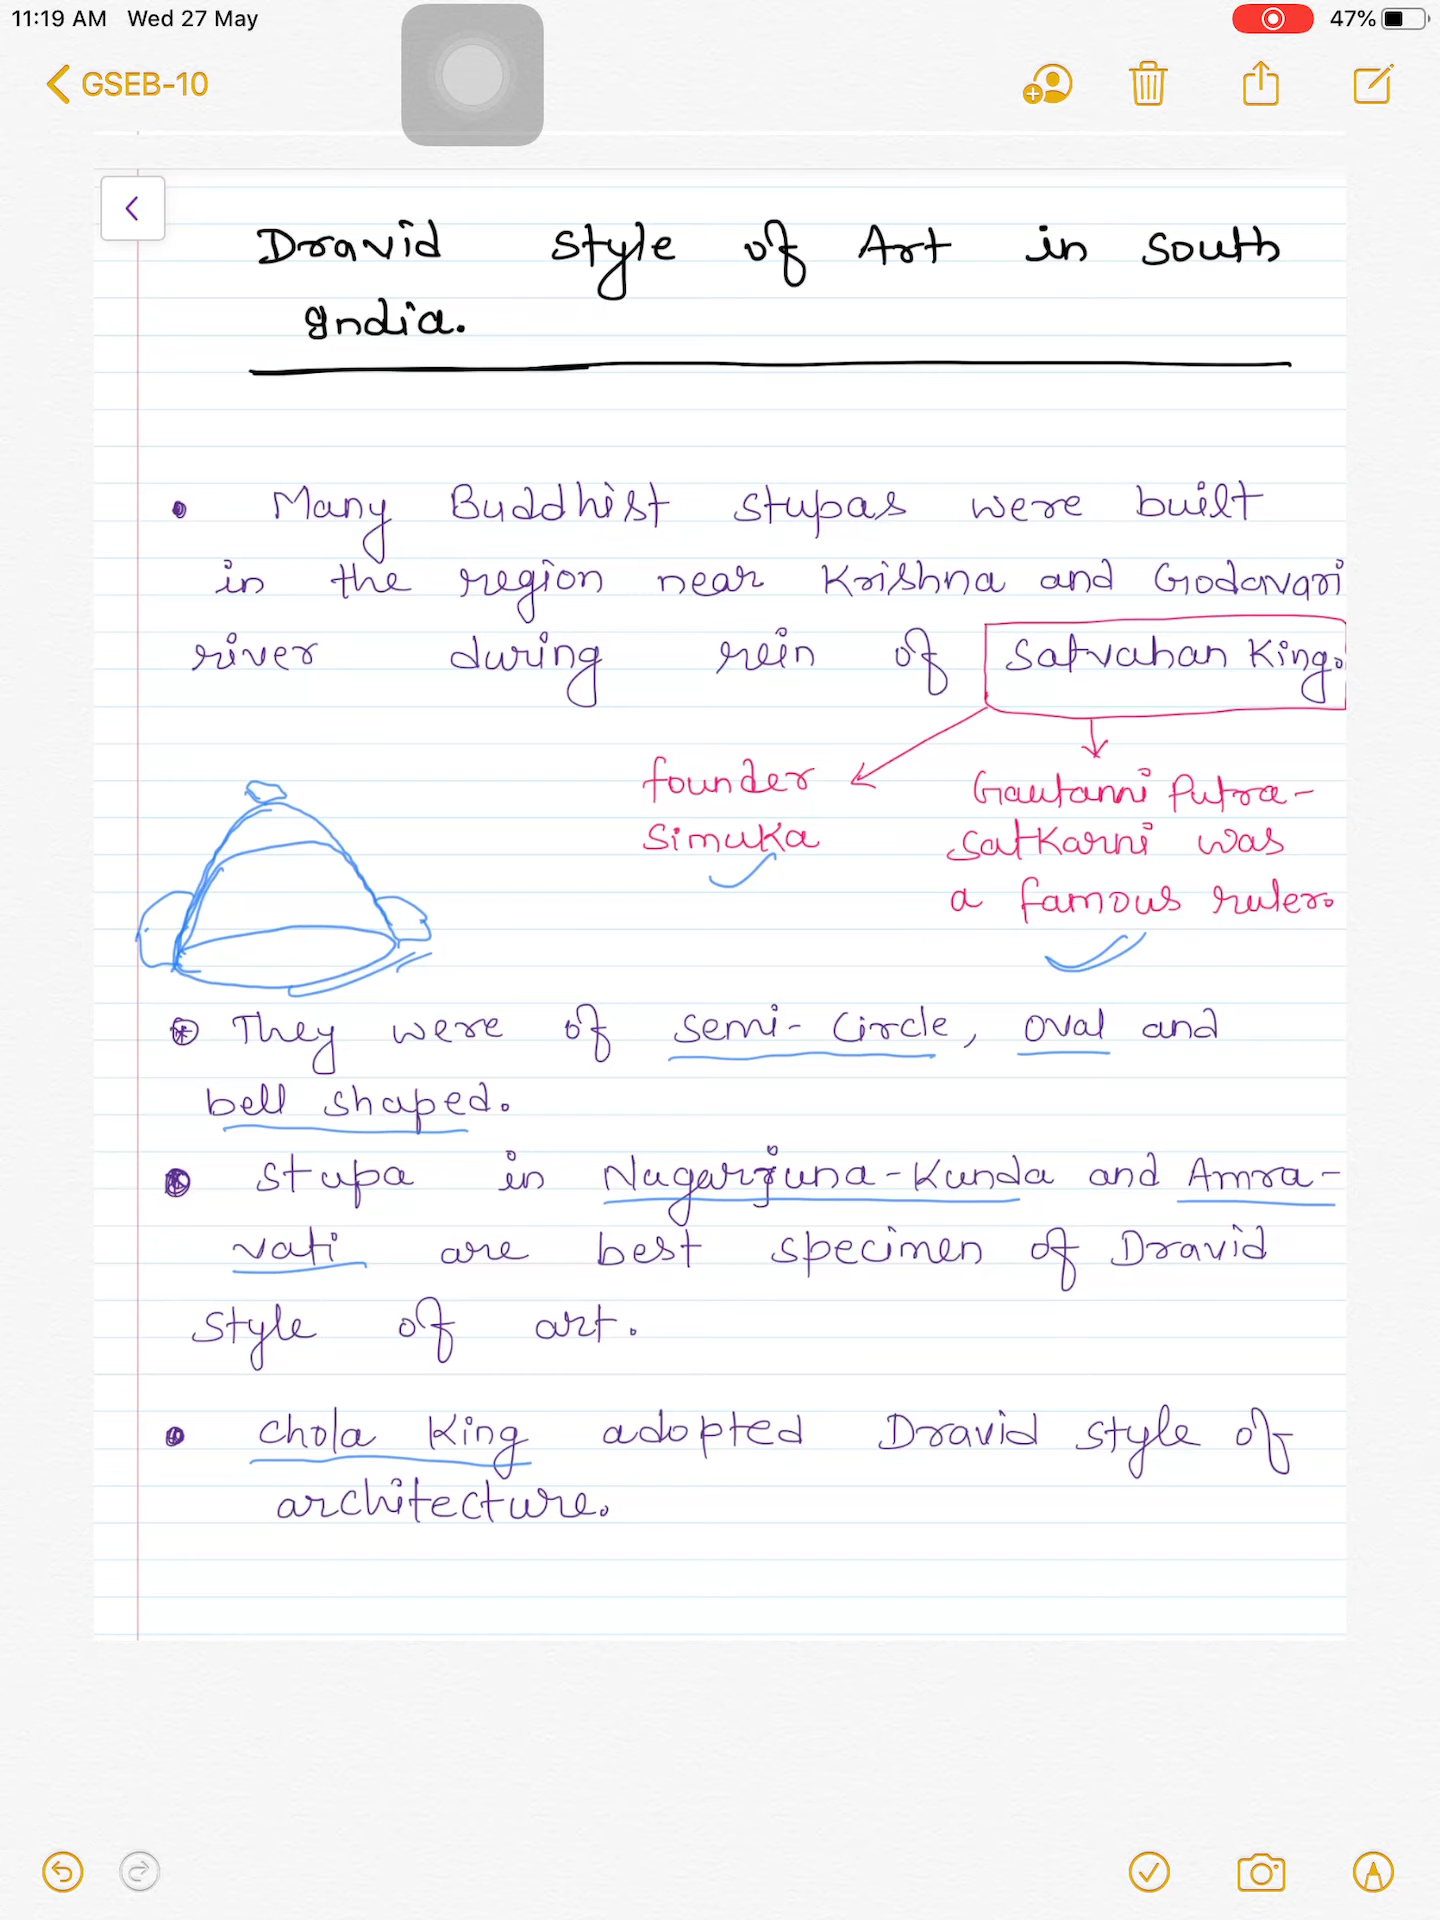 11:19 AM Wed 27 May
47%
GSEB-10
Dravid style of Art in south
India.
Many Buddhist stupas were built
in the region near Krishna and Godavari
river during rein of Satvahan King.
founder
Simuka
Gautanni Putra-
satkarni was
a famous ruler.
They were of semi-circle, oval and
bell shaped.
Stupa in Nagarjuna-Kunda and Amra-
vati are best specimen of Dravid
style of art.
Chola King adopted Dravid style of
architecture.